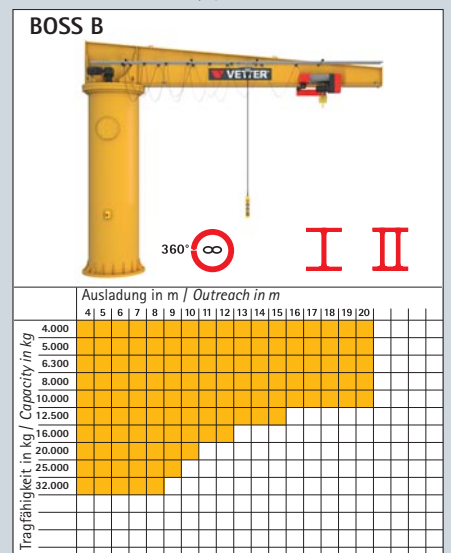 BOSS B
VETTER
360° ∞
Ausladung in m / Outreach in m
4 5 6 7 8 9 10 11 12 13 14 15 16 17 18 19 20
Tragfähigkeit in kg / Capacity in kg
4.000
5.000
6.300
8.000
10.000
12.500
16.000
20.000
25.000
32.000